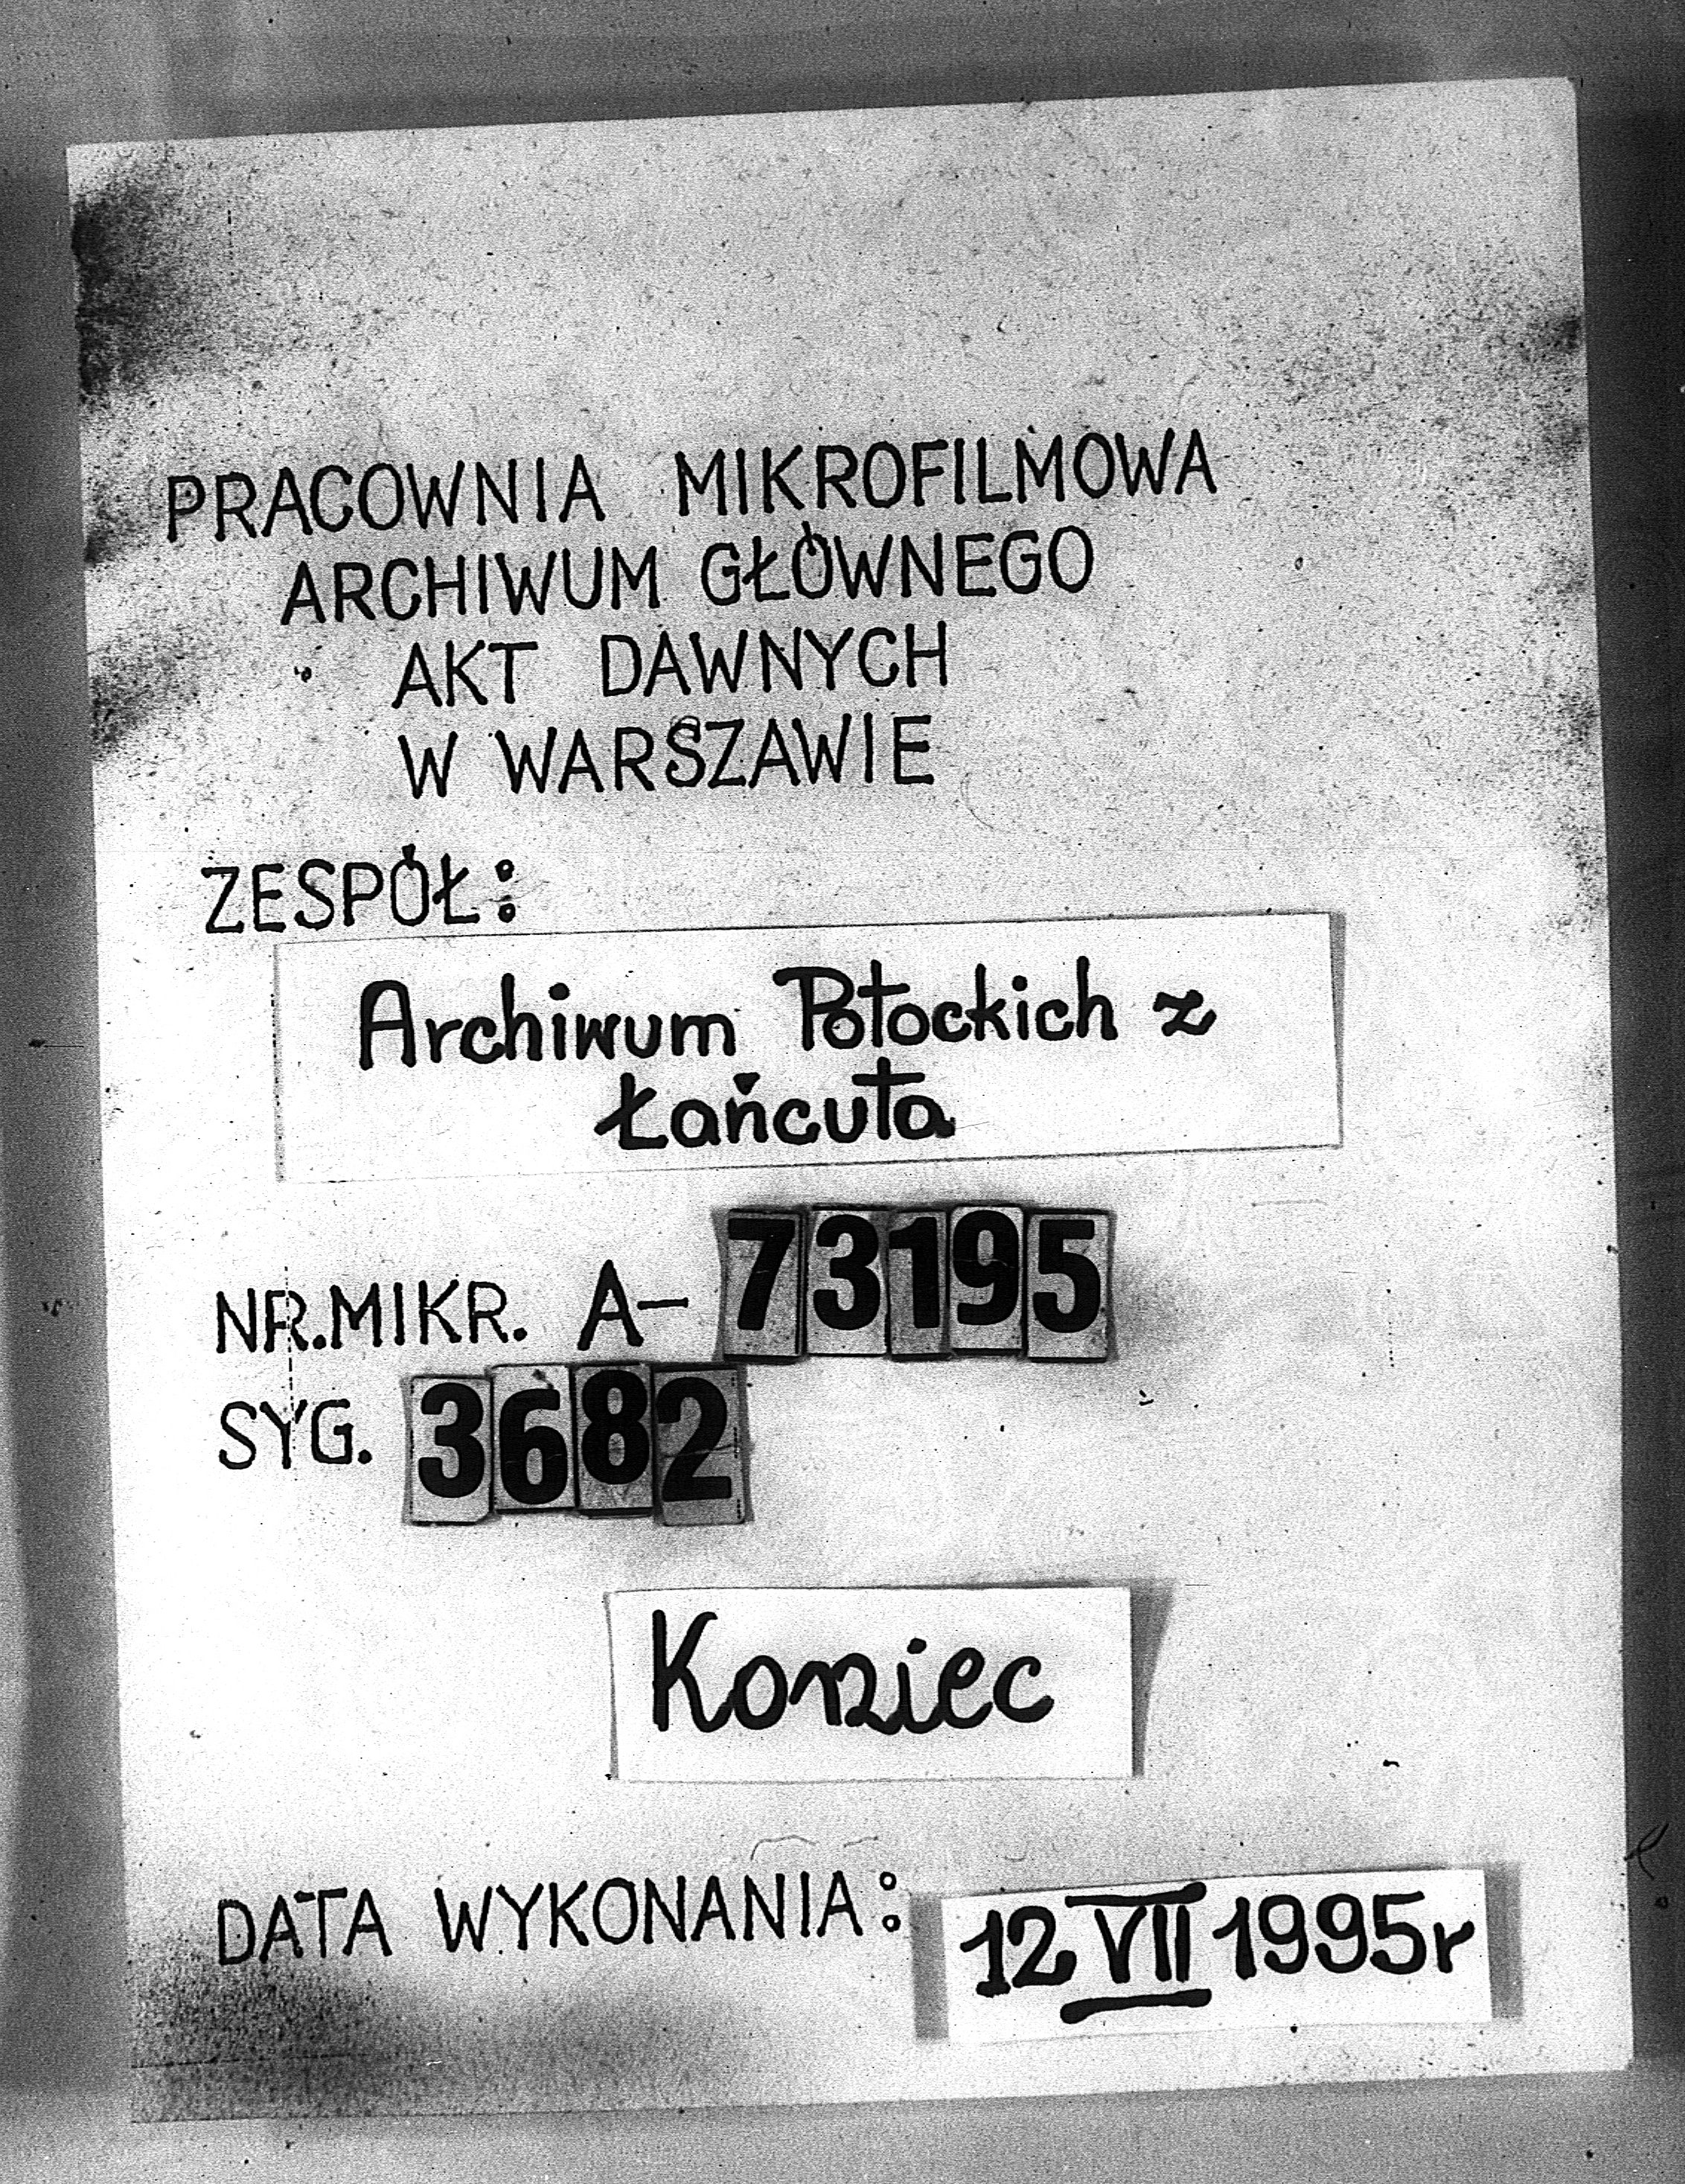 PRACOWNIA MIKROFILMOWA
ARCHIWUM GŁÓWNEGO
AKT DAWNYCH
W WARSZAWIE
ZESPÓŁ:
Archiwum Potockich z
Łańcuta
NR.MIKR. A-73195
SYG. 3682
Koniec
DATA WYKONANIA: 12 VII 1995r